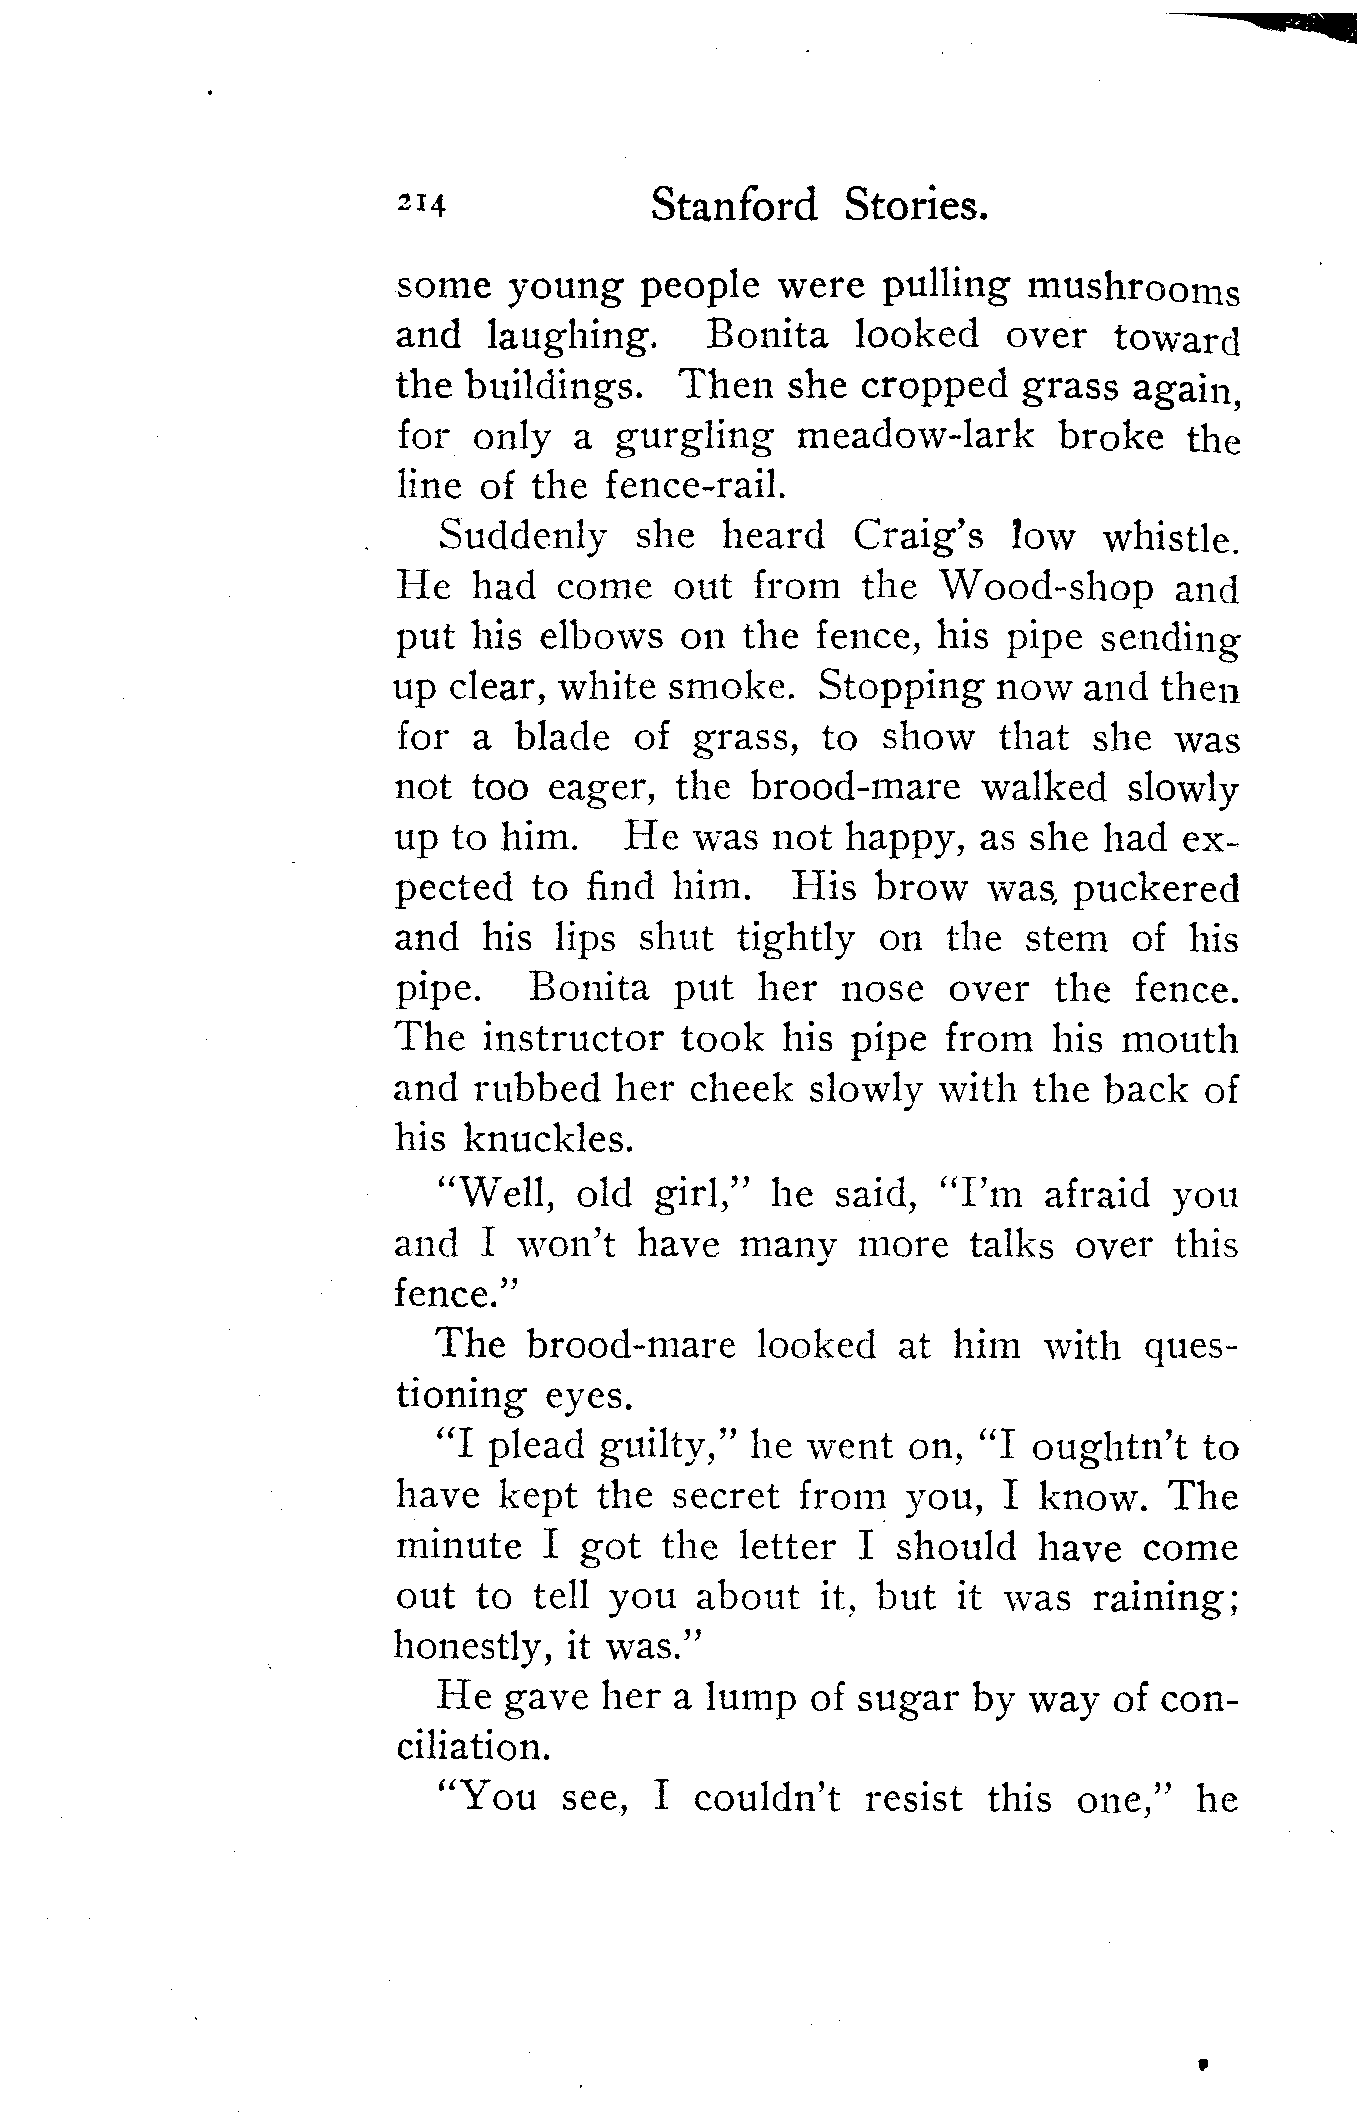 214 Stanford Stories.
some young people were pulling mushrooms
and laughing. Bonita looked over toward
the buildings. Then she cropped grass again,
for only a gurgling meadow-lark broke the
line of the fence-rail.
Suddenly she heard Craig's low whistle.
He had come out from the Wood-shop and
put his elbows on the fence, his pipe sending
up clear, white smoke. Stopping now and then
for a blade of grass, to show that she was
not too eager, the brood-mare walked slowly
up to him. He was not happy, as she had ex-
pected to find him. His brow was puckered
and his lips shut tightly on the stem of his
pipe. Bonita put her nose over the fence.
The instructor took his pipe from his mouth
and rubbed her cheek slowly with the back of
his knuckles.
"Well, old girl," he said, "I'm afraid you
and I won't have many more talks over this
fence."
The brood-mare looked at him with ques-
tioning eyes.
"I plead guilty," he went on, "I oughtn't to
have kept the secret from you, I know. The
minute I got the letter I should have come
out to tell you about it, but it was raining;
honestly, it was."
He gave her a lump of sugar by way of con-
ciliation.
"You see, I couldn't resist this one," he